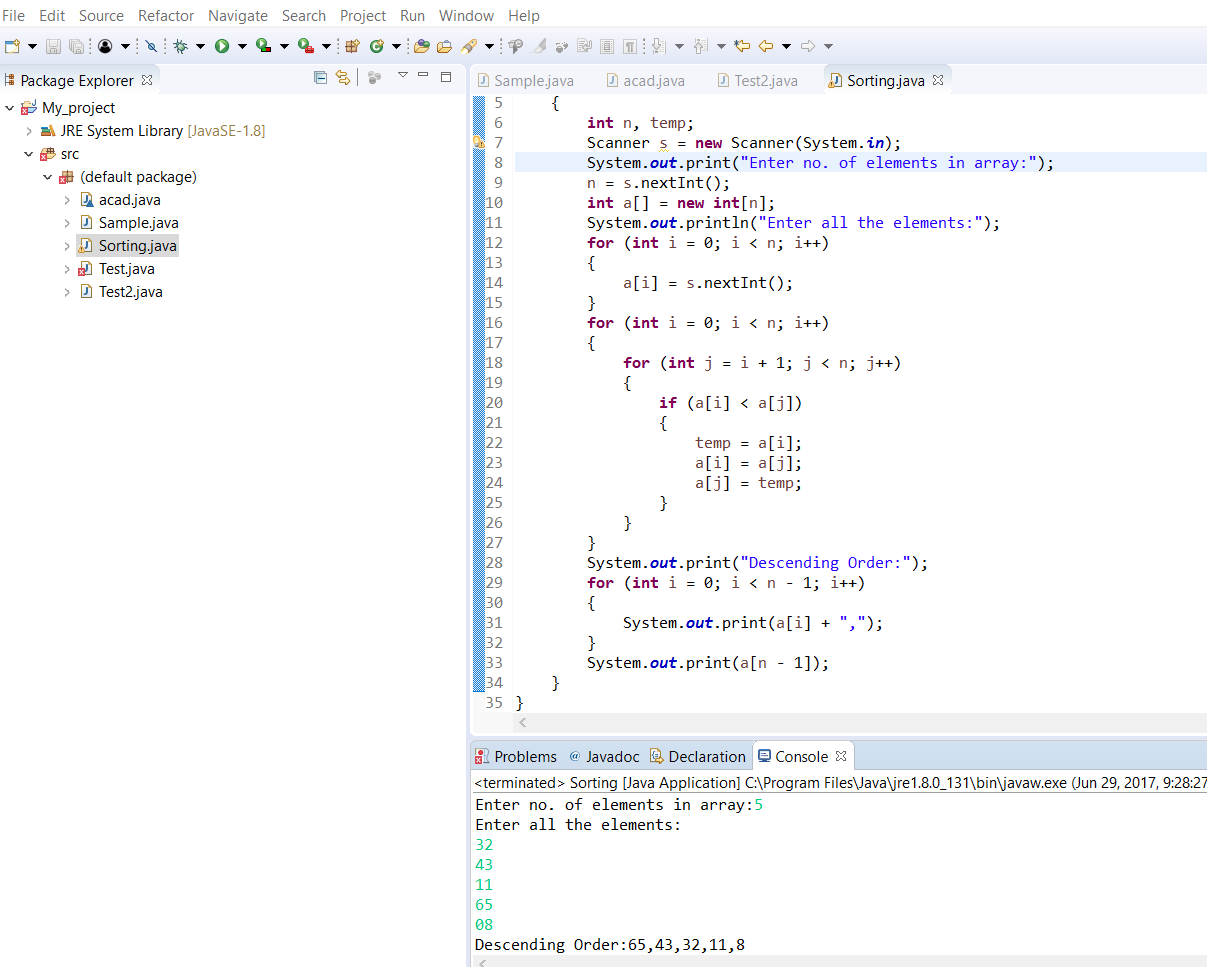 File Edit Source Refactor Navigate Search Project Run Window Help
Package Explorer
My_project
JRE System Library [JavaSE-1.8]
src
(default package)
acad.java
Sample.java
Sorting.java
Test.java
Test2.java
Sample.java acad.java Test2.java Sorting.java
5 {
6 int n, temp;
7 Scanner s = new Scanner(System.in);
8 System.out.print("Enter no. of elements in array:");
9 n = s.nextInt();
10 int a[] = new int[n];
11 System.out.println("Enter all the elements:");
12 for (int i = 0; i < n; i++)
13 {
14 a[i] = s.nextInt();
15 }
16 for (int i = 0; i < n; i++)
17 {
18 for (int j = i + 1; j < n; j++)
19 {
20 if (a[i] < a[j])
21 {
22 temp = a[i];
23 a[i] = a[j];
24 a[j] = temp;
25 }
26 }
27 }
28 System.out.print("Descending Order:");
29 for (int i = 0; i < n - 1; i++)
30 {
31 System.out.print(a[i] + ",");
32 }
33 System.out.print(a[n - 1]);
34 }
35 }
Problems @ Javadoc Declaration Console
<terminated> Sorting [Java Application] C:\Program Files\Java\jre1.8.0_131\bin\javaw.exe (Jun 29, 2017, 9:28:27
Enter no. of elements in array:5
Enter all the elements:
32
43
11
65
08
Descending Order:65,43,32,11,8